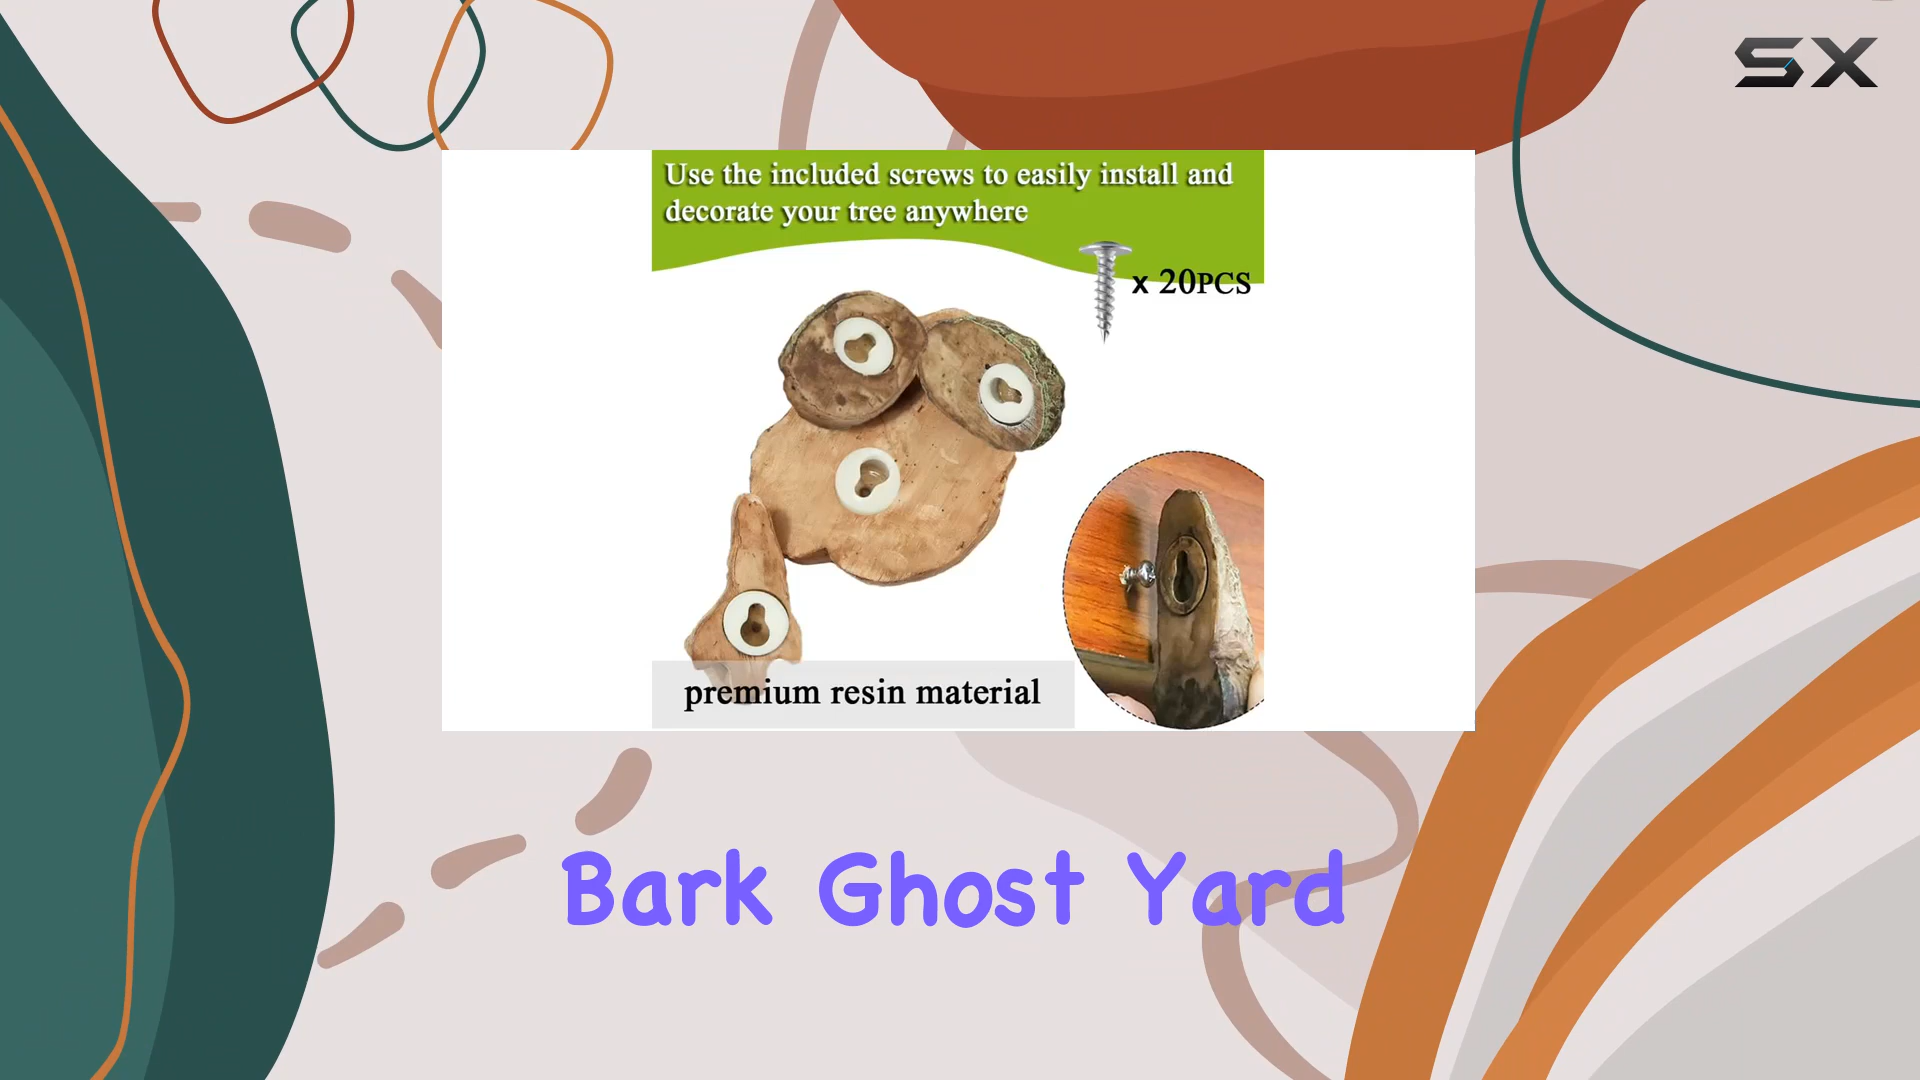 SX
Use the included screws to easily install and
decorate your tree anywhere
x 20PCS
premium resin material
Bark Ghost Yard